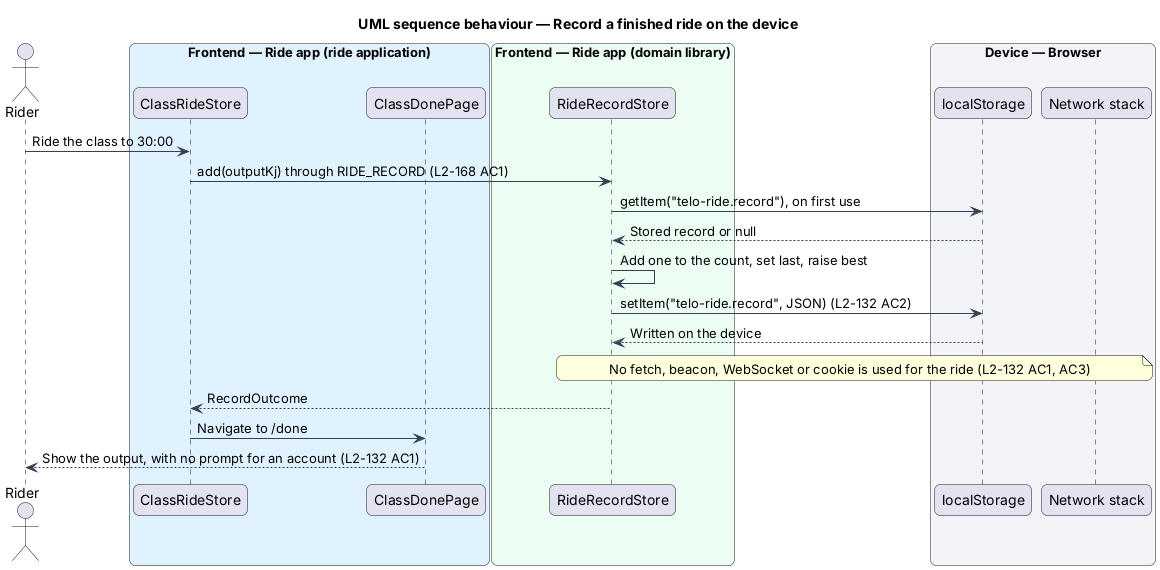 UML sequence behaviour — Record a finished ride on the device
Frontend — Ride app (ride application)
Frontend — Ride app (domain library)
Device — Browser
Rider
ClassRideStore
ClassDonePage
RideRecordStore
localStorage
Network stack
Ride the class to 30:00
add(outputKj) through RIDE_RECORD (L2-168 AC1)
getItem("telo-ride.record"), on first use
Stored record or null
Add one to the count, set last, raise best
setItem("telo-ride.record", JSON) (L2-132 AC2)
Written on the device
No fetch, beacon, WebSocket or cookie is used for the ride (L2-132 AC1, AC3)
RecordOutcome
Navigate to /done
Show the output, with no prompt for an account (L2-132 AC1)
Rider
ClassRideStore
ClassDonePage
RideRecordStore
localStorage
Network stack